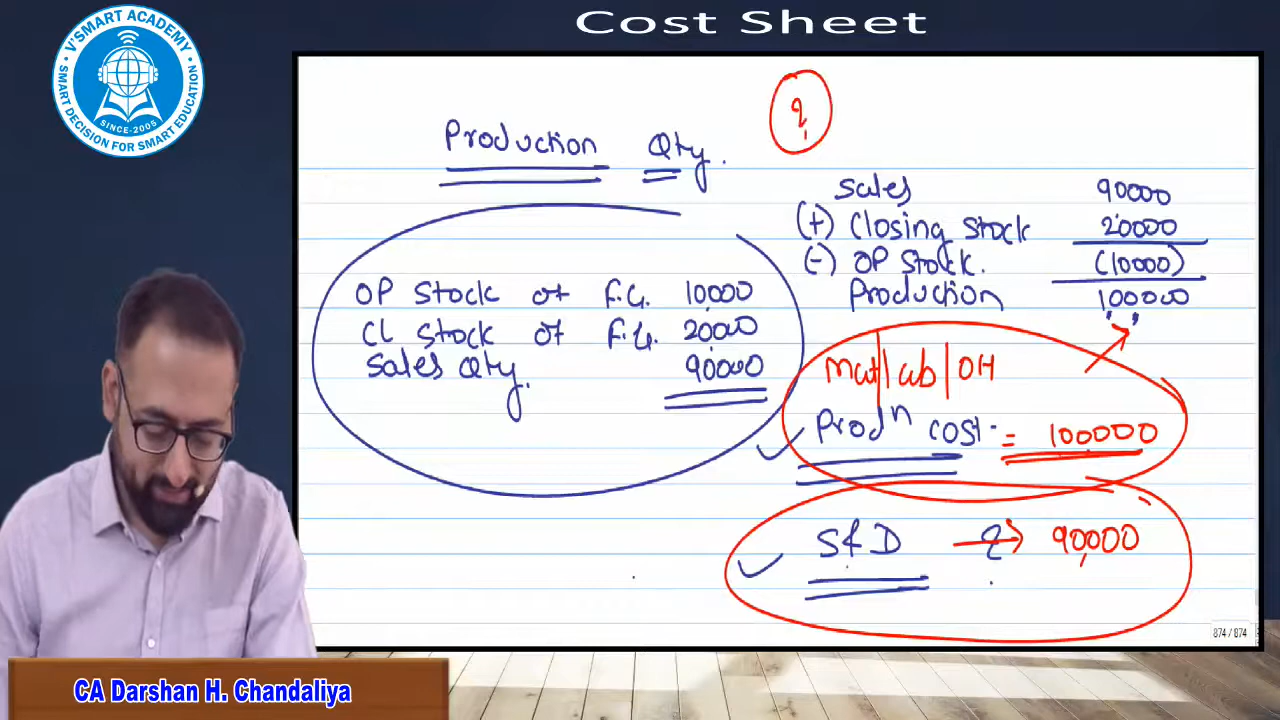 Cost Sheet
V'SMART ACADEMY
SINCE-2005
SMART DECISION FOR SMART EDUCATION
Production Qty.
OP Stock of F.G. 10000
Cl Stock of F.G. 20000
Sales Qty. 90000
Sales 90000
(+) Closing Stock 20000
(-) OP Stock. (10000)
Production 100000
Mat | Lab | OH
Prodn cost. = 100000
S & D → 90000
874 / 874
CA Darshan H. Chandaliya